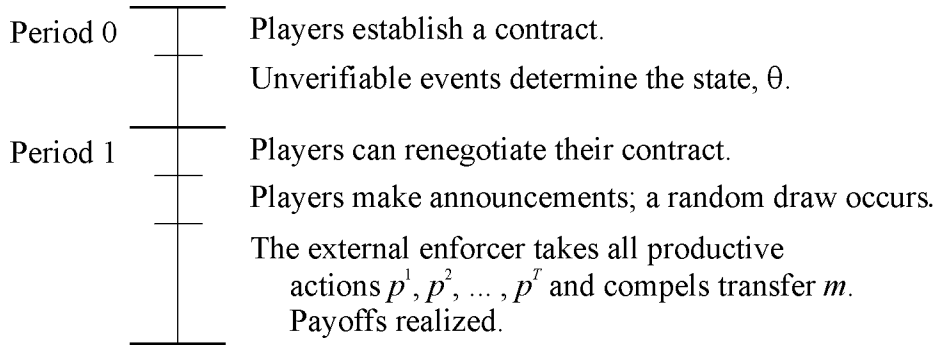 Period 0 Players establish a contract.
Unverifiable events determine the state, θ.
Period 1 Players can renegotiate their contract.
Players make announcements; a random draw occurs.
The external enforcer takes all productive
actions p¹, p², ... , pᵀ and compels transfer m.
Payoffs realized.